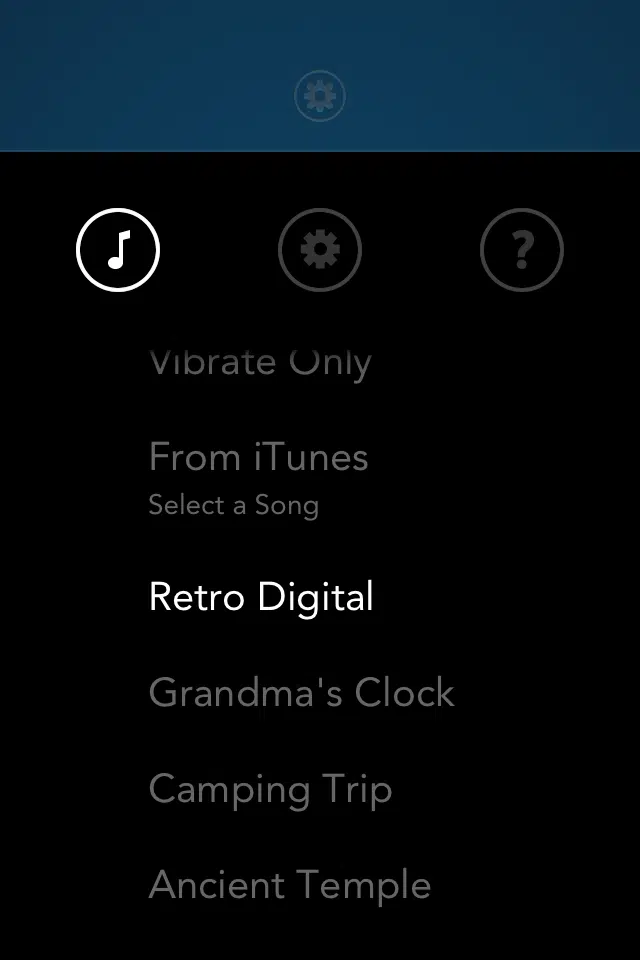 Vibrate Only
From iTunes
Select a Song
Retro Digital
Grandma's Clock
Camping Trip
Ancient Temple